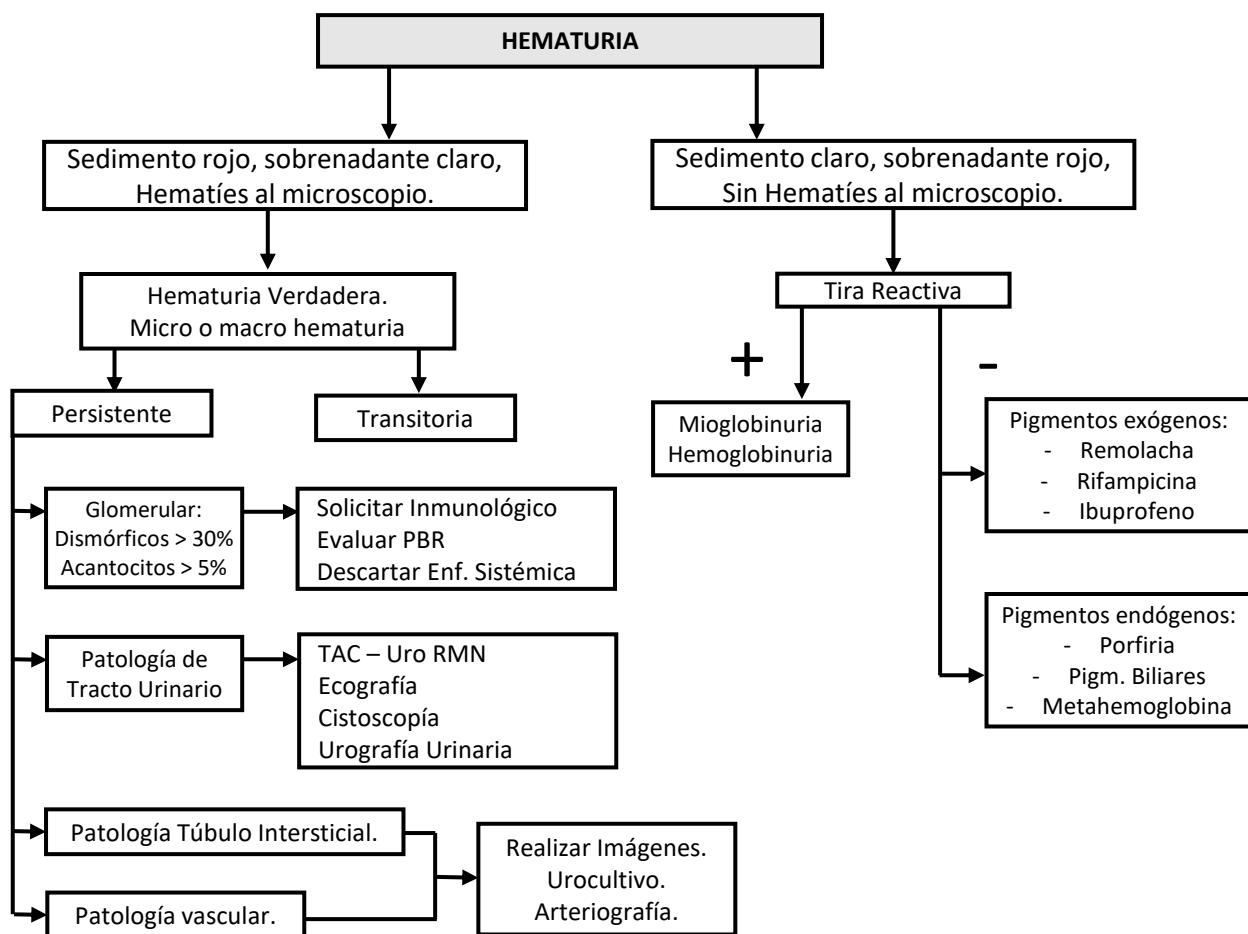 HEMATURIA
Sedimento rojo, sobrenadante claro,
Hematíes al microscopio.
Sedimento claro, sobrenadante rojo,
Sin Hematíes al microscopio.
Hematuria Verdadera.
Micro o macro hematuria
Tira Reactiva
+
-
Persistente
Transitoria
Mioglobinuria
Hemoglobinuria
Pigmentos exógenos:
- Remolacha
- Rifampicina
- Ibuprofeno
Glomerular:
Dismórficos > 30%
Acantocitos > 5%
Solicitar Inmunológico
Evaluar PBR
Descartar Enf. Sistémica
Pigmentos endógenos:
- Porfiria
- Pigm. Biliares
- Metahemoglobina
Patología de
Tracto Urinario
TAC – Uro RMN
Ecografía
Cistoscopía
Urografía Urinaria
Patología Túbulo Intersticial.
Patología vascular.
Realizar Imágenes.
Urocultivo.
Arteriografía.